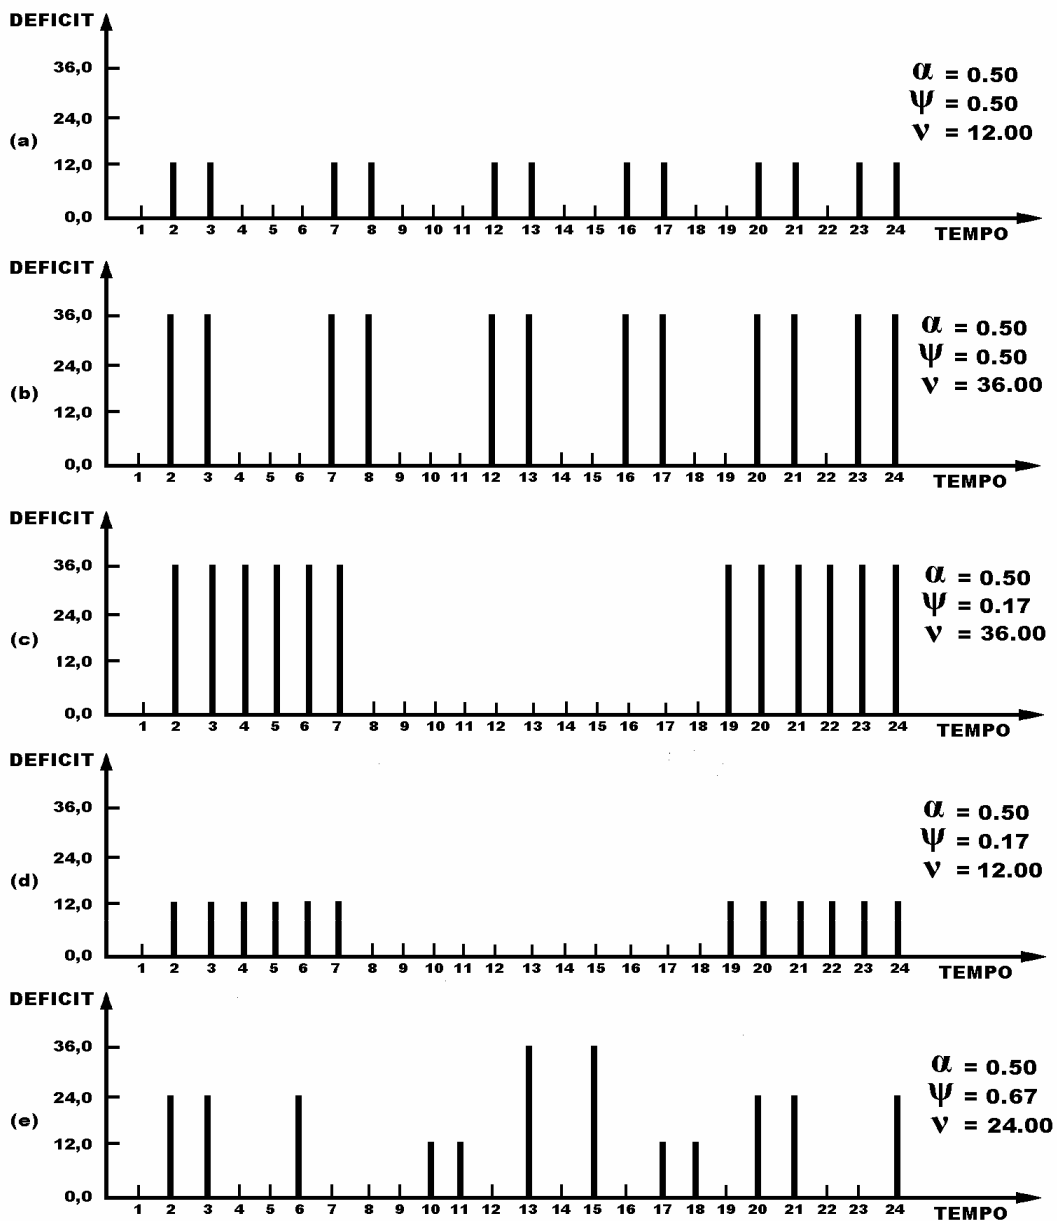 DEFICIT
36,0
α = 0.50
ψ = 0.50
24,0
ν = 12.00
(a)
12,0
0,0
1 2 3 4 5 6 7 8 9 10 11 12 13 14 15 16 17 18 19 20 21 22 23 24
TEMPO
DEFICIT
36,0
α = 0.50
ψ = 0.50
24,0
ν = 36.00
(b)
12,0
0,0
1 2 3 4 5 6 7 8 9 10 11 12 13 14 15 16 17 18 19 20 21 22 23 24
TEMPO
DEFICIT
36,0
α = 0.50
ψ = 0.17
24,0
ν = 36.00
(c)
12,0
0,0
1 2 3 4 5 6 7 8 9 10 11 12 13 14 15 16 17 18 19 20 21 22 23 24
TEMPO
DEFICIT
36,0
α = 0.50
ψ = 0.17
24,0
ν = 12.00
(d)
12,0
0,0
1 2 3 4 5 6 7 8 9 10 11 12 13 14 15 16 17 18 19 20 21 22 23 24
TEMPO
DEFICIT
36,0
α = 0.50
ψ = 0.67
24,0
ν = 24.00
(e)
12,0
0,0
1 2 3 4 5 6 7 8 9 10 11 12 13 14 15 16 17 18 19 20 21 22 23 24
TEMPO